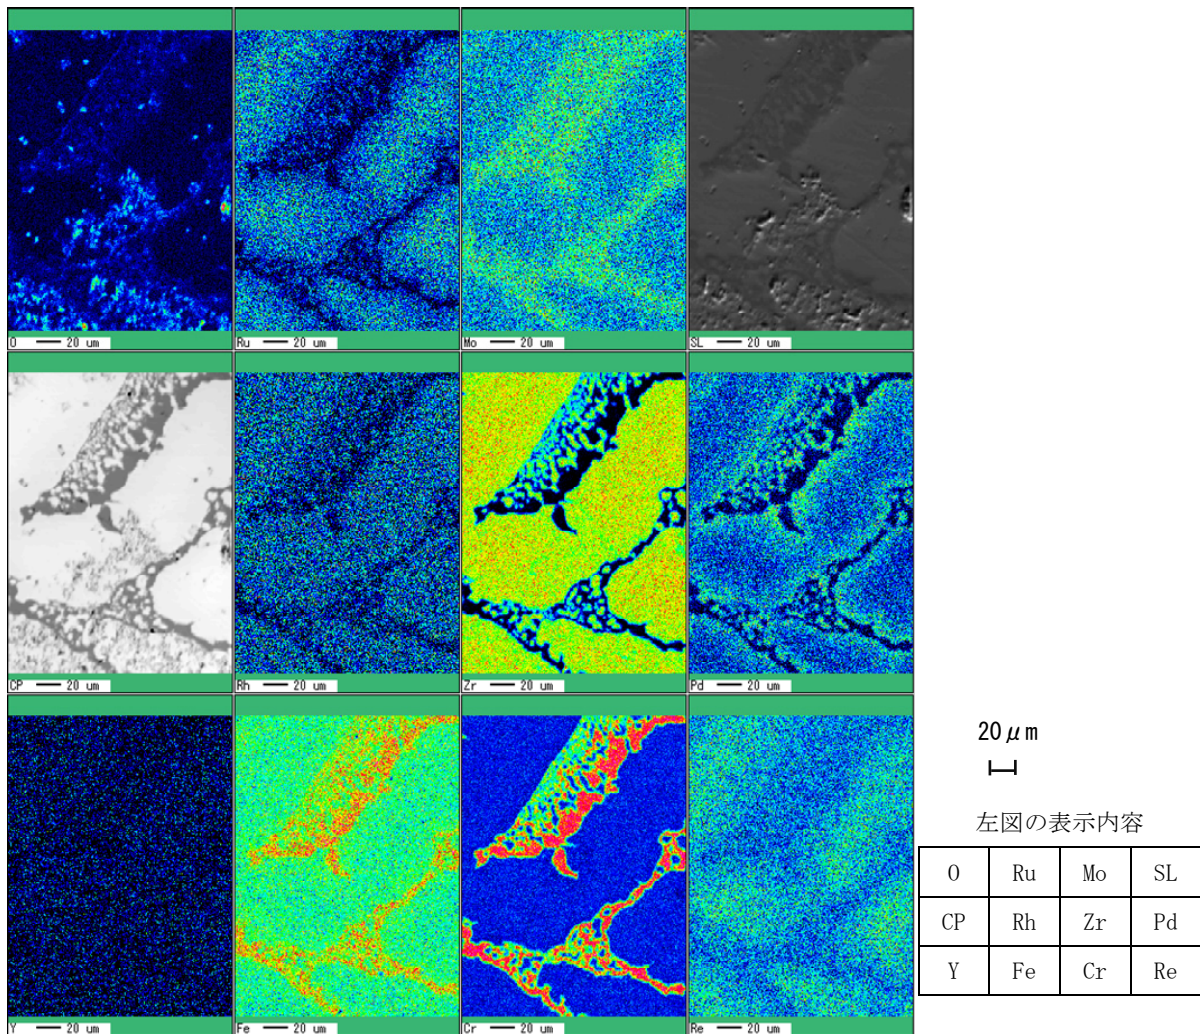 O 20 um Ru 20 um Mo 20 um SL 20 um
CP 20 um Rh 20 um Zr 20 um Pd 20 um
Y 20 um Fe 20 um Cr 20 um Re 20 um
20μm
左図の表示内容
O Ru Mo SL
CP Rh Zr Pd
Y Fe Cr Re